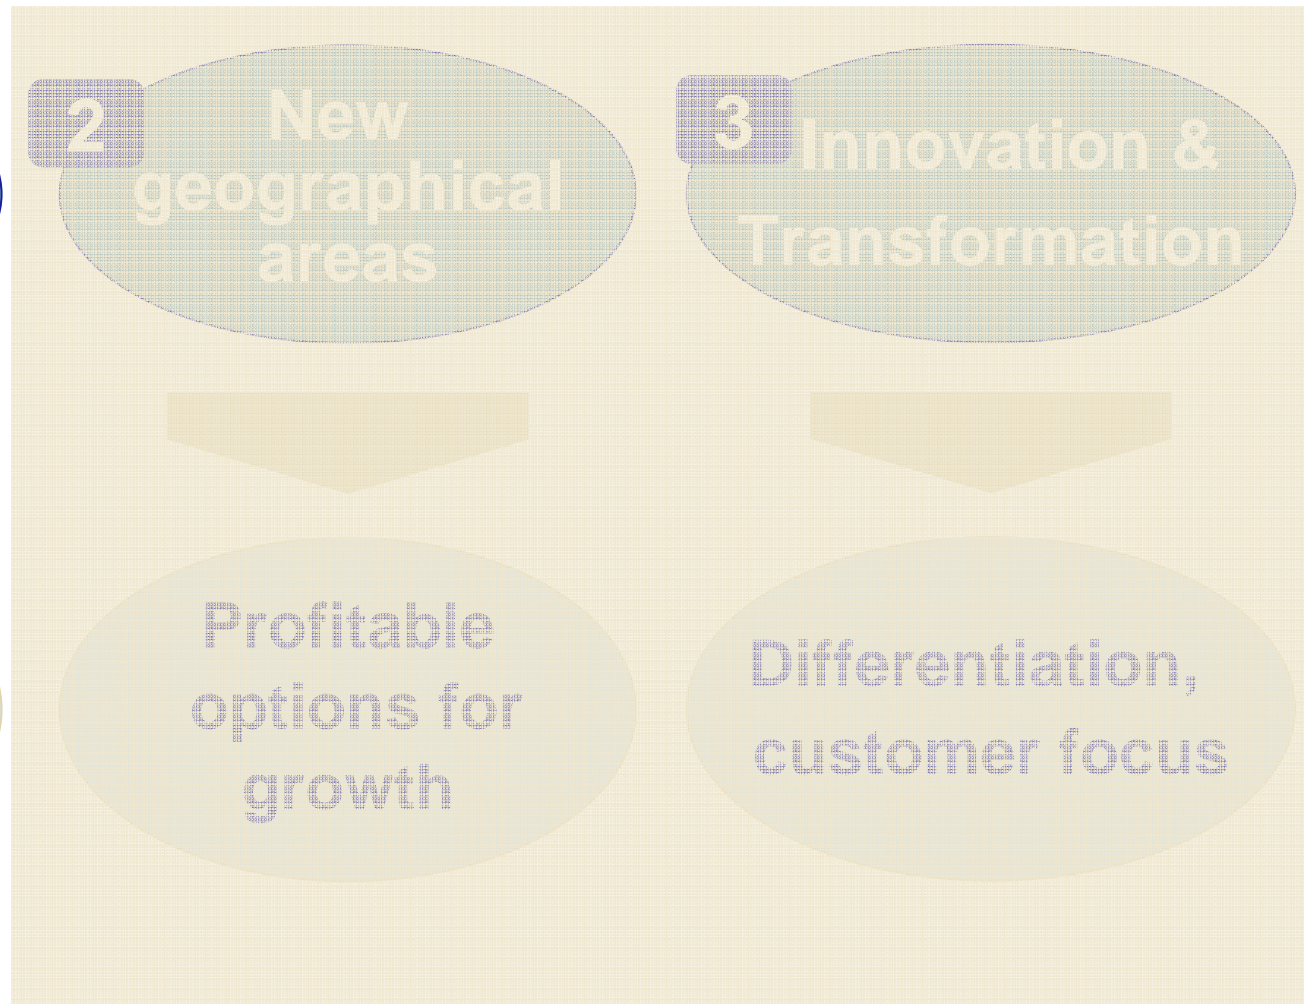 2
New
geographical
areas
3
Innovation &
Transformation
Profitable
options for
growth
Differentiation,
customer focus